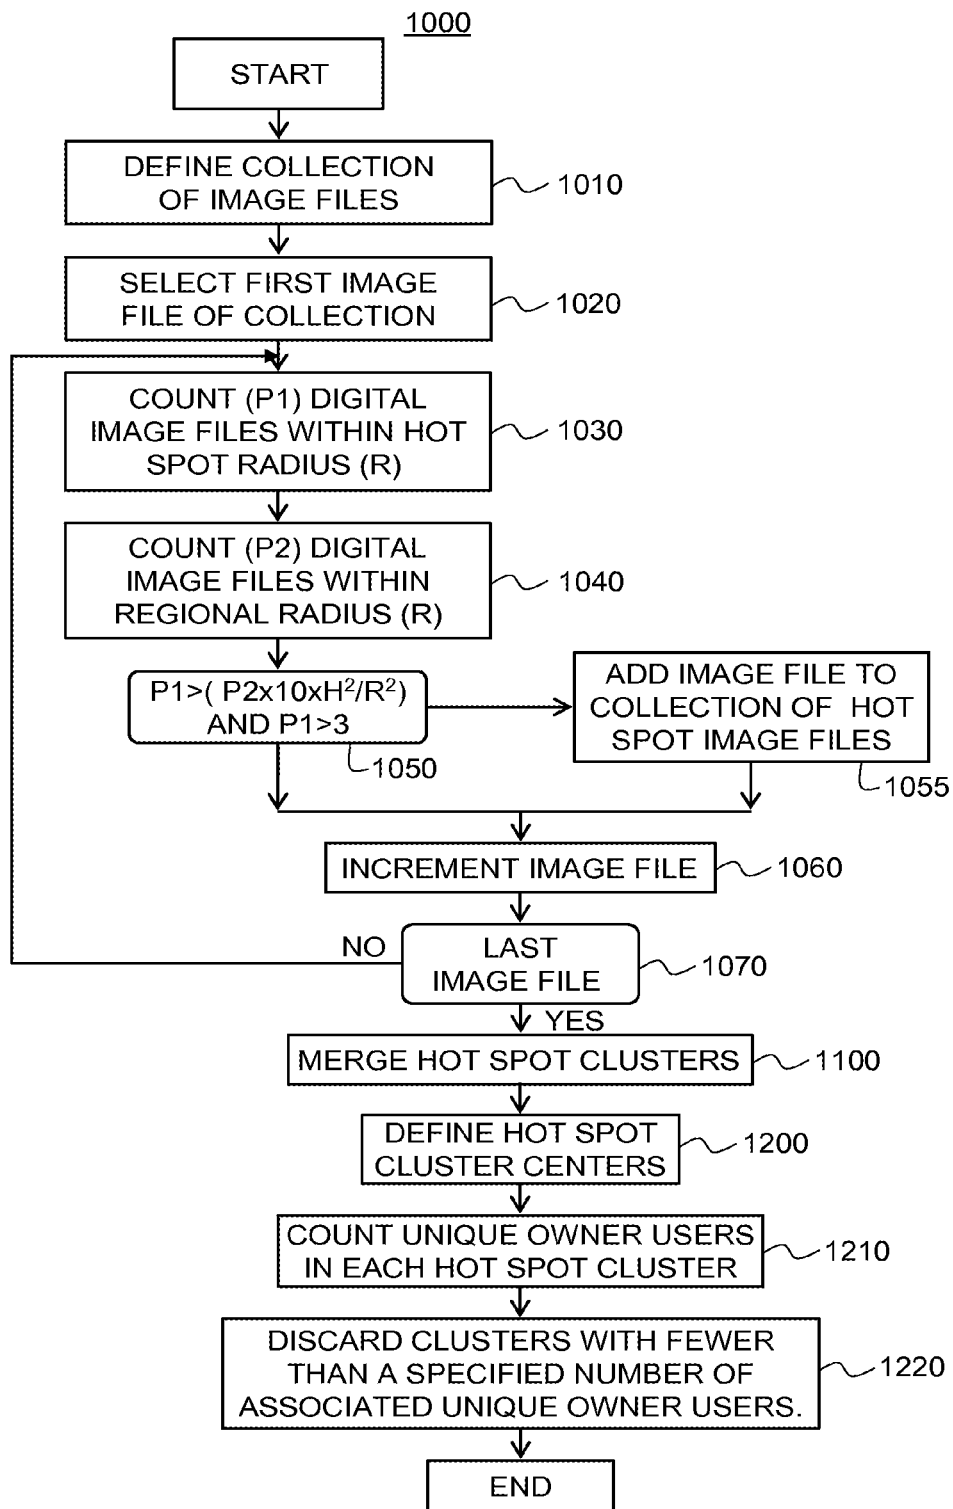 1000
START
DEFINE COLLECTION
OF IMAGE FILES
1010
SELECT FIRST IMAGE
FILE OF COLLECTION
1020
COUNT (P1) DIGITAL
IMAGE FILES WITHIN HOT
SPOT RADIUS (R)
1030
COUNT (P2) DIGITAL
IMAGE FILES WITHIN
REGIONAL RADIUS (R)
1040
P1>( P2x10xH²/R²)
AND P1>3
1050
ADD IMAGE FILE TO
COLLECTION OF HOT
SPOT IMAGE FILES
1055
INCREMENT IMAGE FILE
1060
NO
LAST
IMAGE FILE
1070
YES
MERGE HOT SPOT CLUSTERS
1100
DEFINE HOT SPOT
CLUSTER CENTERS
1200
COUNT UNIQUE OWNER USERS
IN EACH HOT SPOT CLUSTER
1210
DISCARD CLUSTERS WITH FEWER
THAN A SPECIFIED NUMBER OF
ASSOCIATED UNIQUE OWNER USERS.
1220
END